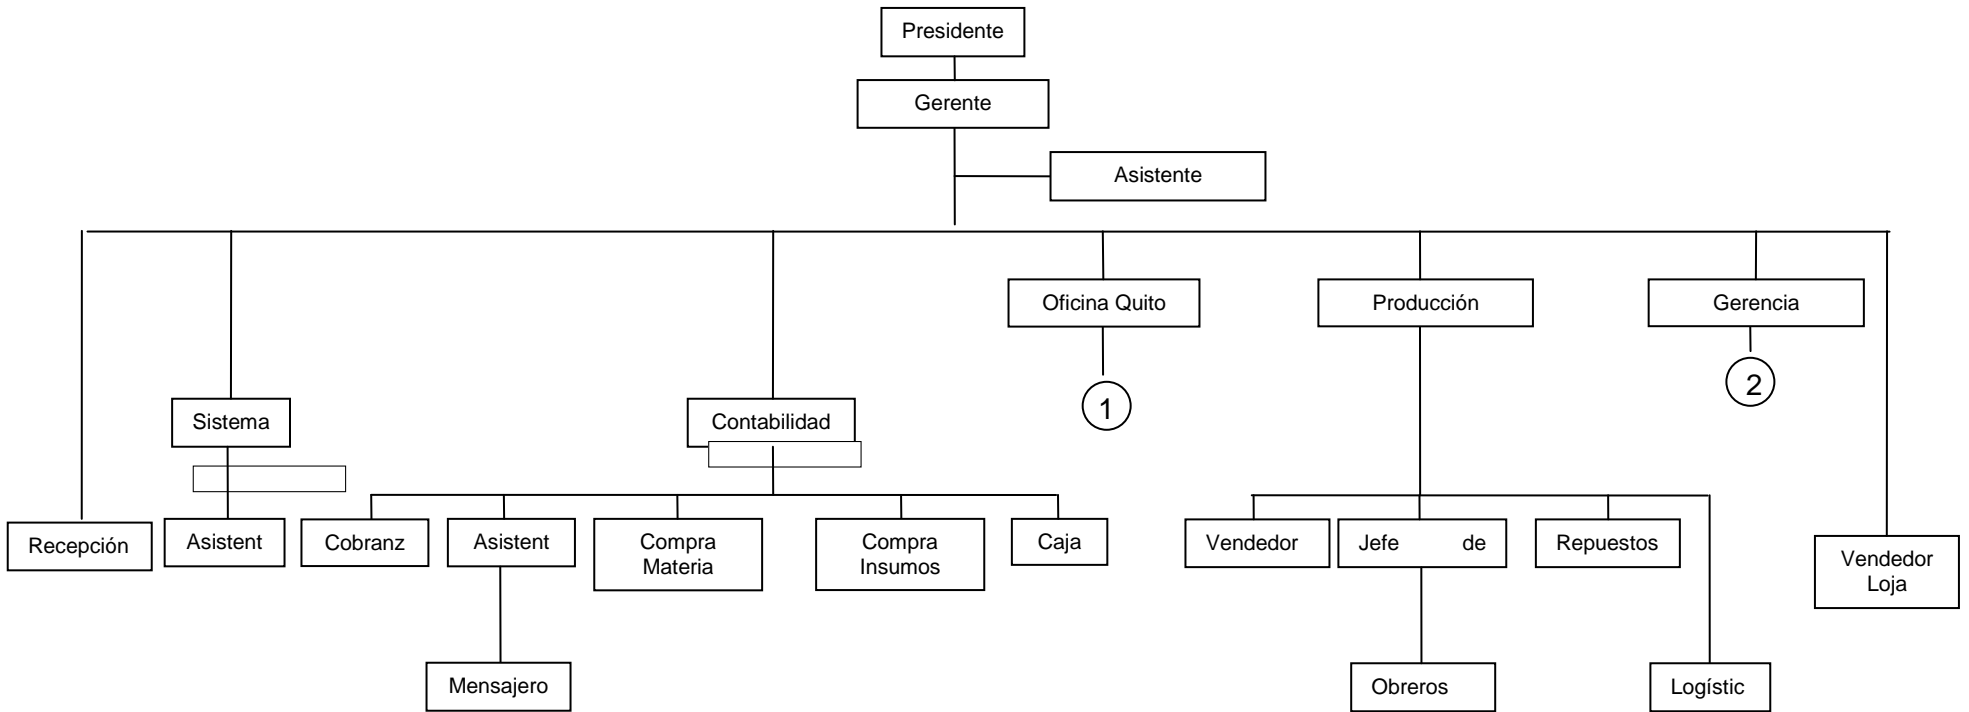 Presidente
Gerente
Asistente
Oficina Quito
Producción
Gerencia
1
2
Sistema
Contabilidad
Recepción
Asistent
Cobranz
Asistent
Compra
Materia
Compra
Insumos
Caja
Vendedor
Jefe de
Repuestos
Vendedor
Loja
Mensajero
Obreros
Logístic